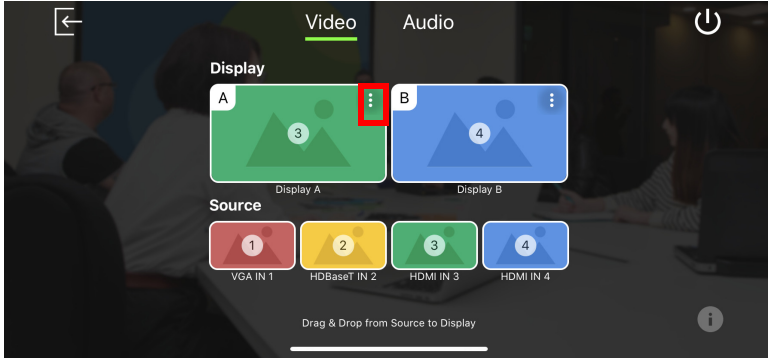 Video Audio
Display
A B
3 4
Display A Display B
Source
1 2 3 4
VGA IN 1 HDBaseT IN 2 HDMI IN 3 HDMI IN 4
Drag & Drop from Source to Display
i